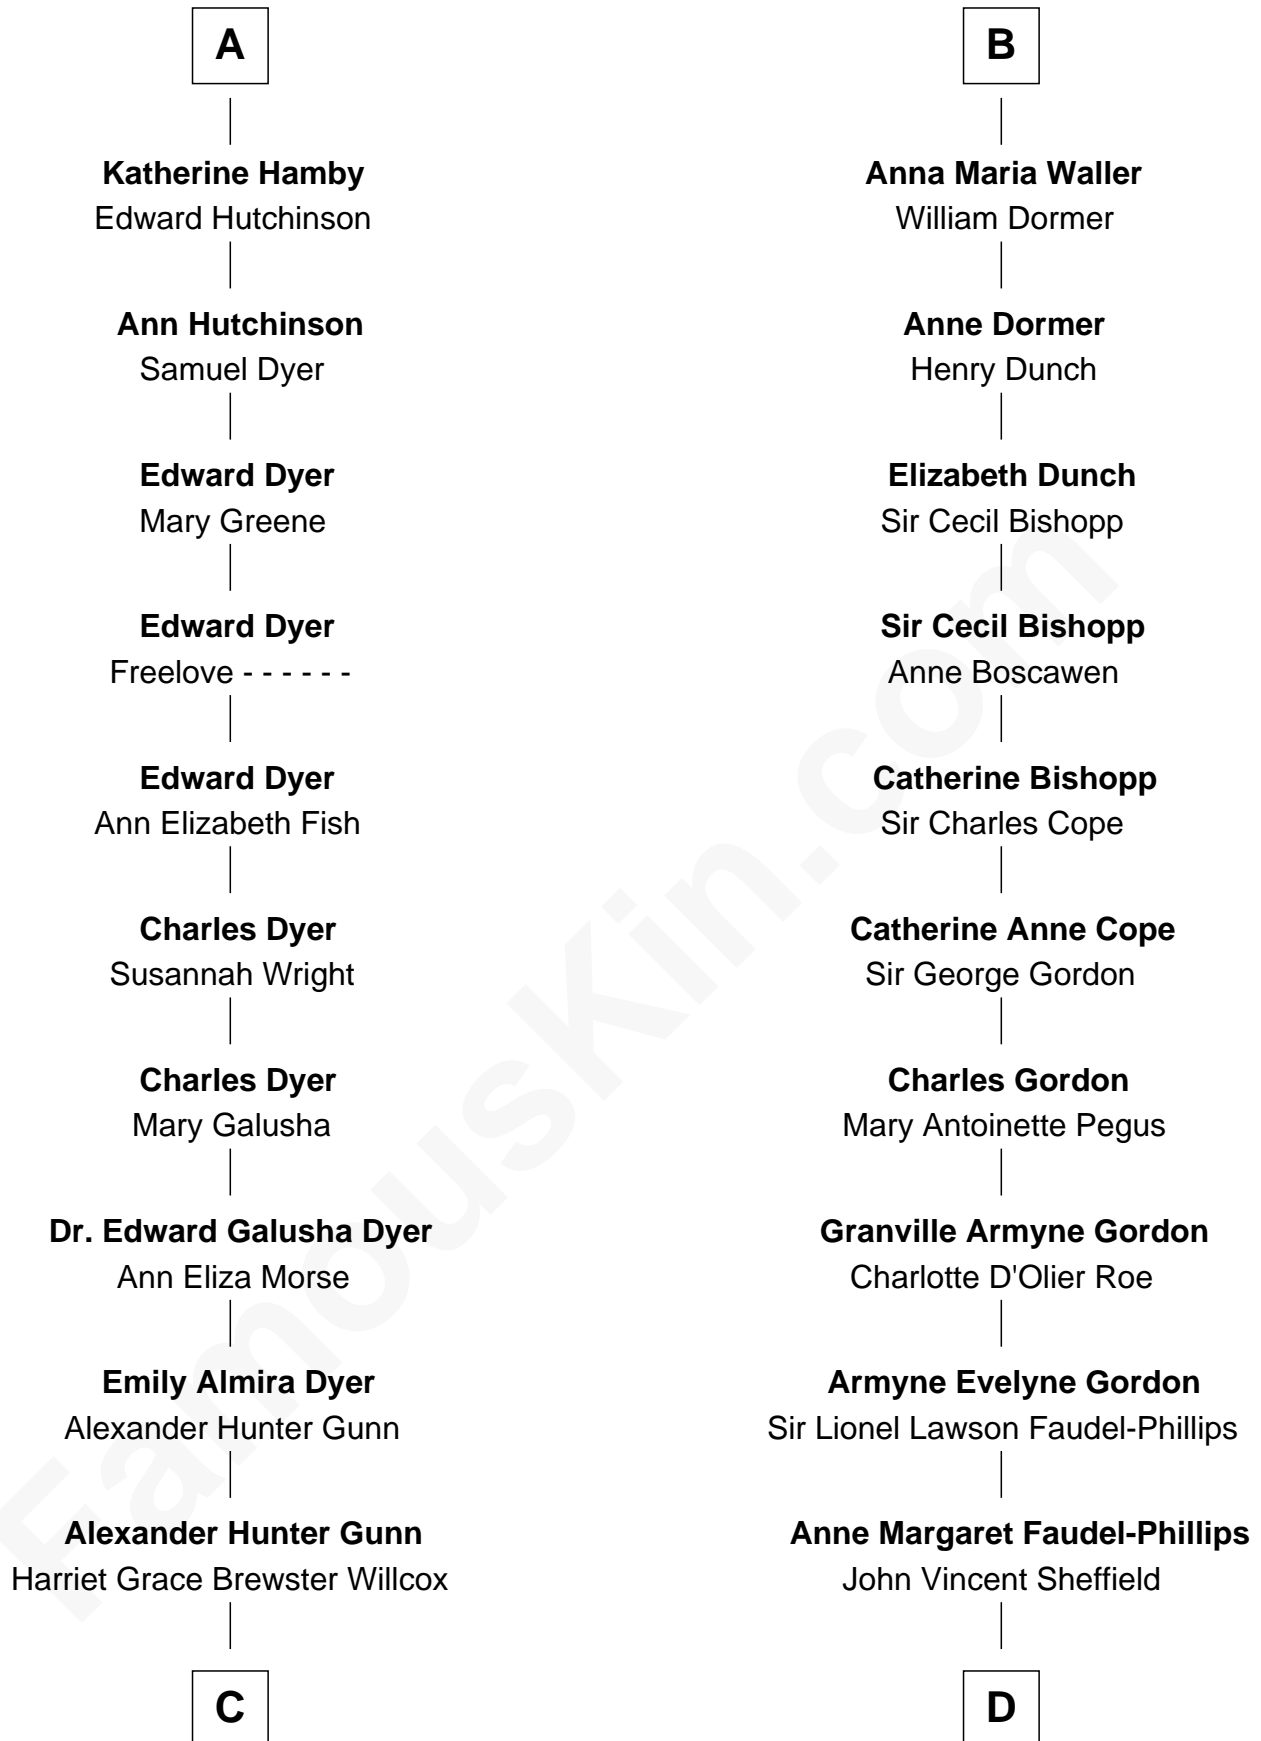 A
Katherine Hamby
Edward Hutchinson
Ann Hutchinson
Samuel Dyer
Edward Dyer
Mary Greene
Edward Dyer
Freelove - - - - - -
Edward Dyer
Ann Elizabeth Fish
Charles Dyer
Susannah Wright
Charles Dyer
Mary Galusha
Dr. Edward Galusha Dyer
Ann Eliza Morse
Emily Almira Dyer
Alexander Hunter Gunn
Alexander Hunter Gunn
Harriet Grace Brewster Willcox
C
B
Anna Maria Waller
William Dormer
Anne Dormer
Henry Dunch
Elizabeth Dunch
Sir Cecil Bishopp
Sir Cecil Bishopp
Anne Boscawen
Catherine Bishopp
Sir Charles Cope
Catherine Anne Cope
Sir George Gordon
Charles Gordon
Mary Antoinette Pegus
Granville Armyne Gordon
Charlotte D'Olier Roe
Armyne Evelyne Gordon
Sir Lionel Lawson Faudel-Phillips
Anne Margaret Faudel-Phillips
John Vincent Sheffield
D
FamousKin.com